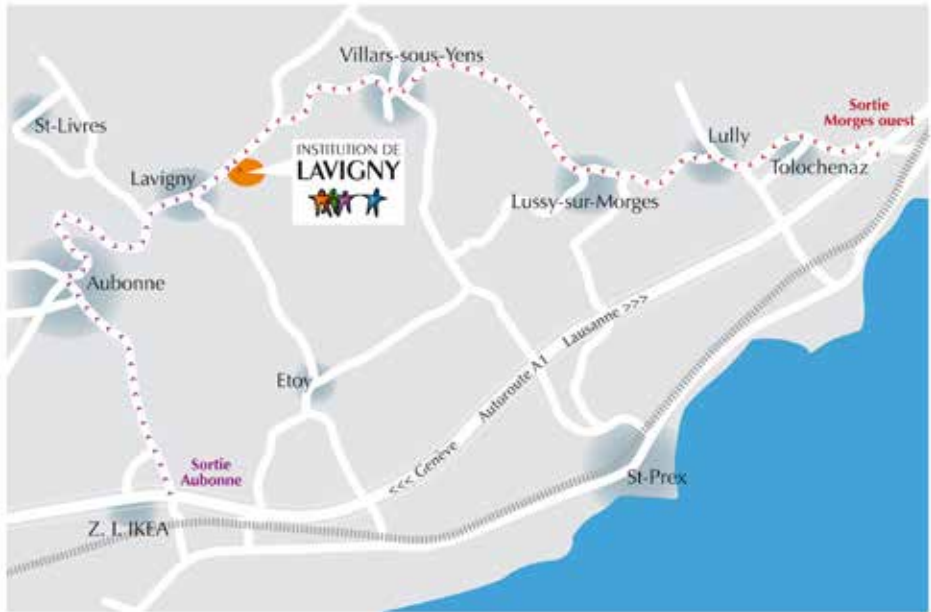 Villars-sous-Yens
Sortie
Morges ouest
St-Livres
Lully
INSTITUTION DE
LAVIGNY
Tolochenaz
Lavigny
Lussy-sur-Morges
Aubonne
Lausanne >>>
Autoroute A1
<<< Genève
Etoy
Sortie
Aubonne
St-Prex
Z. I. IKEA